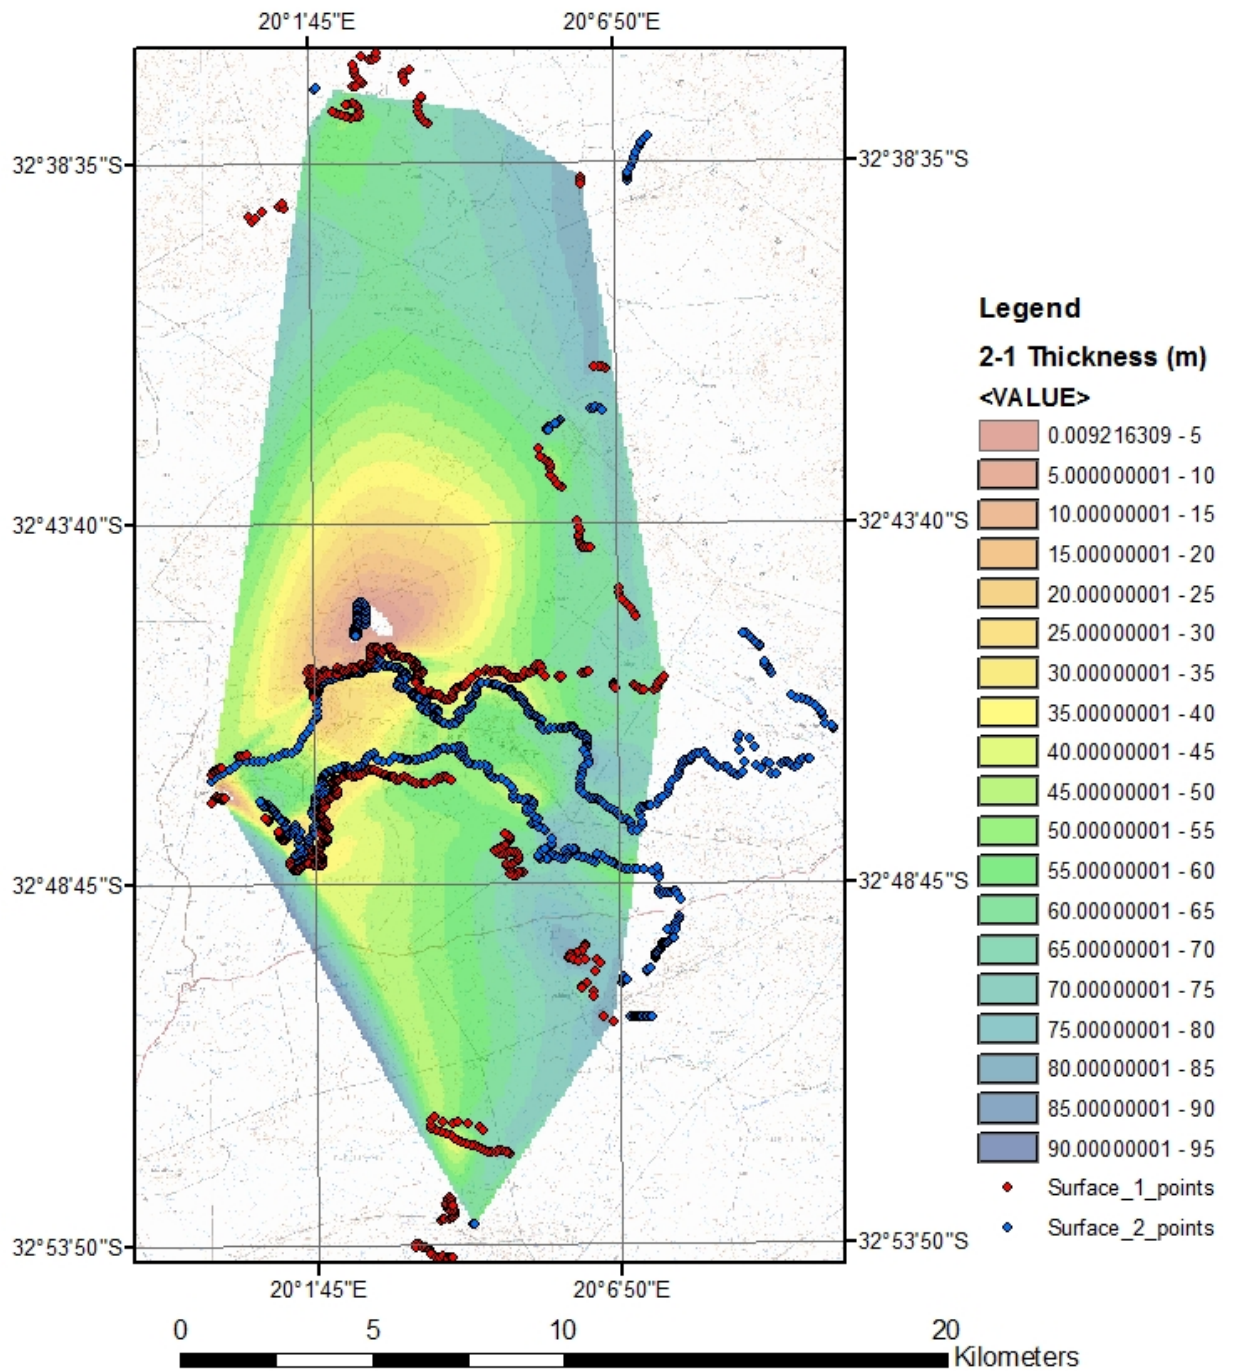 20°1'45"E 20°6'50"E
32°38'35"S 32°38'35"S
32°43'40"S 32°43'40"S
32°48'45"S 32°48'45"S
32°53'50"S 32°53'50"S
20°1'45"E 20°6'50"E
0 5 10 20
Kilometers
Legend
2-1 Thickness (m)
<VALUE>
0.009216309 - 5
5.000000001 - 10
10.00000001 - 15
15.00000001 - 20
20.00000001 - 25
25.00000001 - 30
30.00000001 - 35
35.00000001 - 40
40.00000001 - 45
45.00000001 - 50
50.00000001 - 55
55.00000001 - 60
60.00000001 - 65
65.00000001 - 70
70.00000001 - 75
75.00000001 - 80
80.00000001 - 85
85.00000001 - 90
90.00000001 - 95
Surface_1_points
Surface_2_points